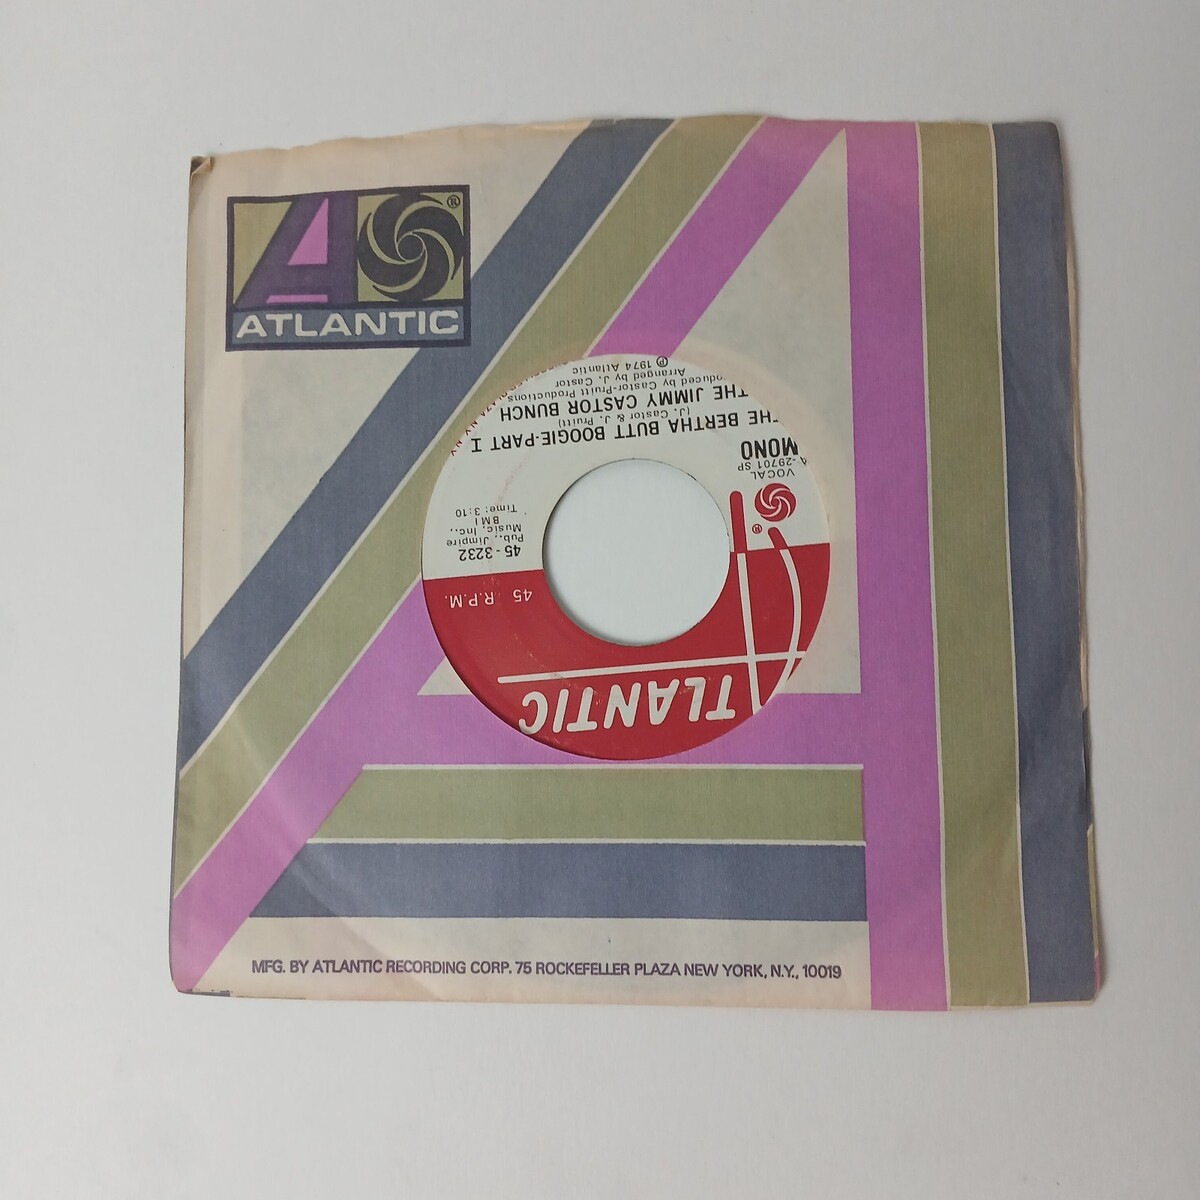 ATLANTIC
®
TLANTIC
45 R.P.M.
®
45-3232
Pub., Jimpire
Music, Inc.,
BMI
Time: 3:10
VOCAL
-29701 SP
MONO
THE BERTHA BUTT BOOGIE-PART I
(J. Castor & J. Pruitt)
THE JIMMY CASTOR BUNCH
oduced by Castor-Pruitt Productions
Arranged by J. Castor
℗ 1974 Atlantic
MFG. BY ATLANTIC RECORDING CORP. 75 ROCKEFELLER PLAZA NEW YORK, N.Y., 10019